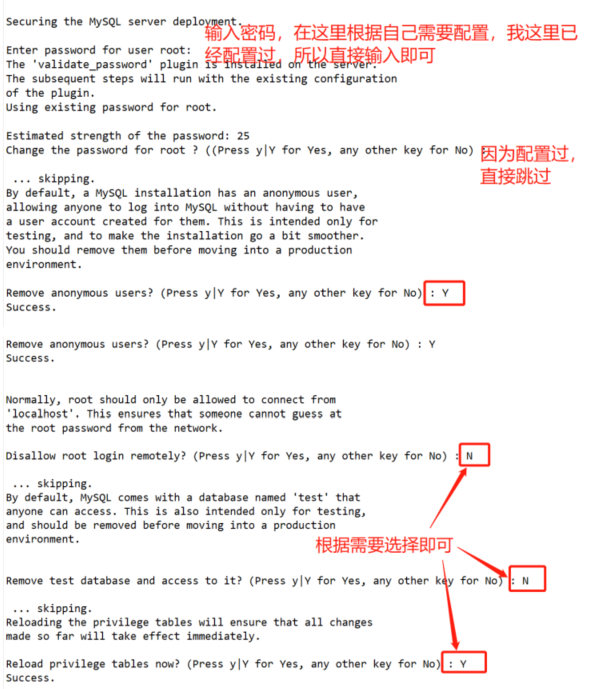 Securing the MySQL server deployment.
输入密码，在这里根据自己需要配置，我这里已
经配置过，所以直接输入即可
Enter password for user root:
The 'validate_password' plugin is installed on the server.
The subsequent steps will run with the existing configuration
of the plugin.
Using existing password for root.
Estimated strength of the password: 25
Change the password for root ? ((Press y|Y for Yes, any other key for No) :
因为配置过，
直接跳过
... skipping.
By default, a MySQL installation has an anonymous user,
allowing anyone to log into MySQL without having to have
a user account created for them. This is intended only for
testing, and to make the installation go a bit smoother.
You should remove them before moving into a production
environment.
Remove anonymous users? (Press y|Y for Yes, any other key for No) : Y
Success.
Remove anonymous users? (Press y|Y for Yes, any other key for No) : Y
Success.
Normally, root should only be allowed to connect from
'localhost'. This ensures that someone cannot guess at
the root password from the network.
Disallow root login remotely? (Press y|Y for Yes, any other key for No) : N
... skipping.
By default, MySQL comes with a database named 'test' that
anyone can access. This is also intended only for testing,
and should be removed before moving into a production
environment.
根据需要选择即可
Remove test database and access to it? (Press y|Y for Yes, any other key for No) : N
... skipping.
Reloading the privilege tables will ensure that all changes
made so far will take effect immediately.
Reload privilege tables now? (Press y|Y for Yes, any other key for No) : Y
Success.